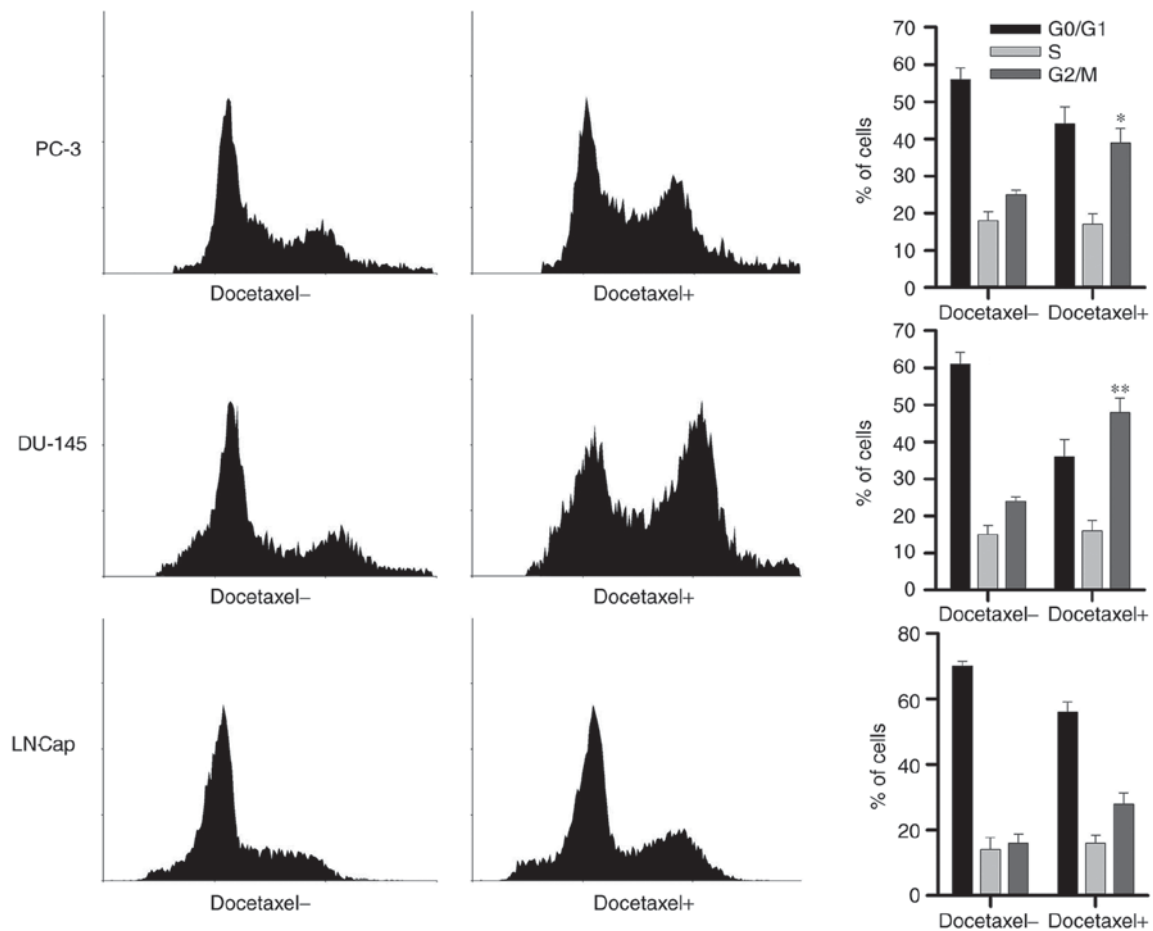 PC-3
Docetaxel–
Docetaxel+
% of cells
70
60
50
40
30
20
10
0
G0/G1
S
G2/M
*
Docetaxel– Docetaxel+
DU-145
Docetaxel–
Docetaxel+
% of cells
70
60
50
40
30
20
10
0
**
Docetaxel– Docetaxel+
LNCap
Docetaxel–
Docetaxel+
% of cells
80
60
40
20
0
Docetaxel– Docetaxel+